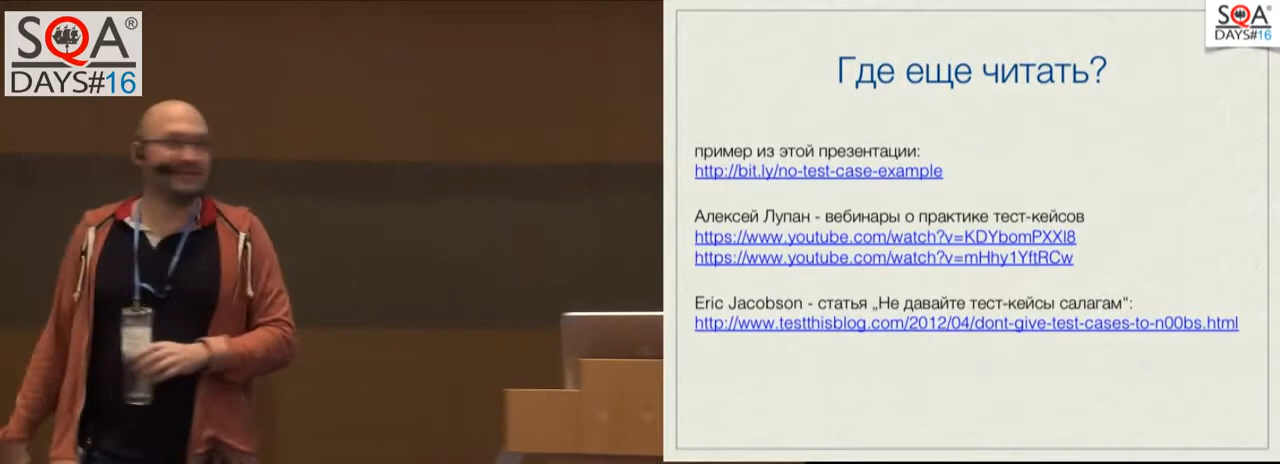 SQA®
DAYS#16
SQA®
DAYS#16
Где еще читать?
пример из этой презентации:
http://bit.ly/no-test-case-example
Алексей Лупан - вебинары о практике тест-кейсов
https://www.youtube.com/watch?v=KDYbomPXXI8
https://www.youtube.com/watch?v=mHhy1YftRCw
Eric Jacobson - статья „Не давайте тест-кейсы салагам“:
http://www.testthisblog.com/2012/04/dont-give-test-cases-to-n00bs.html